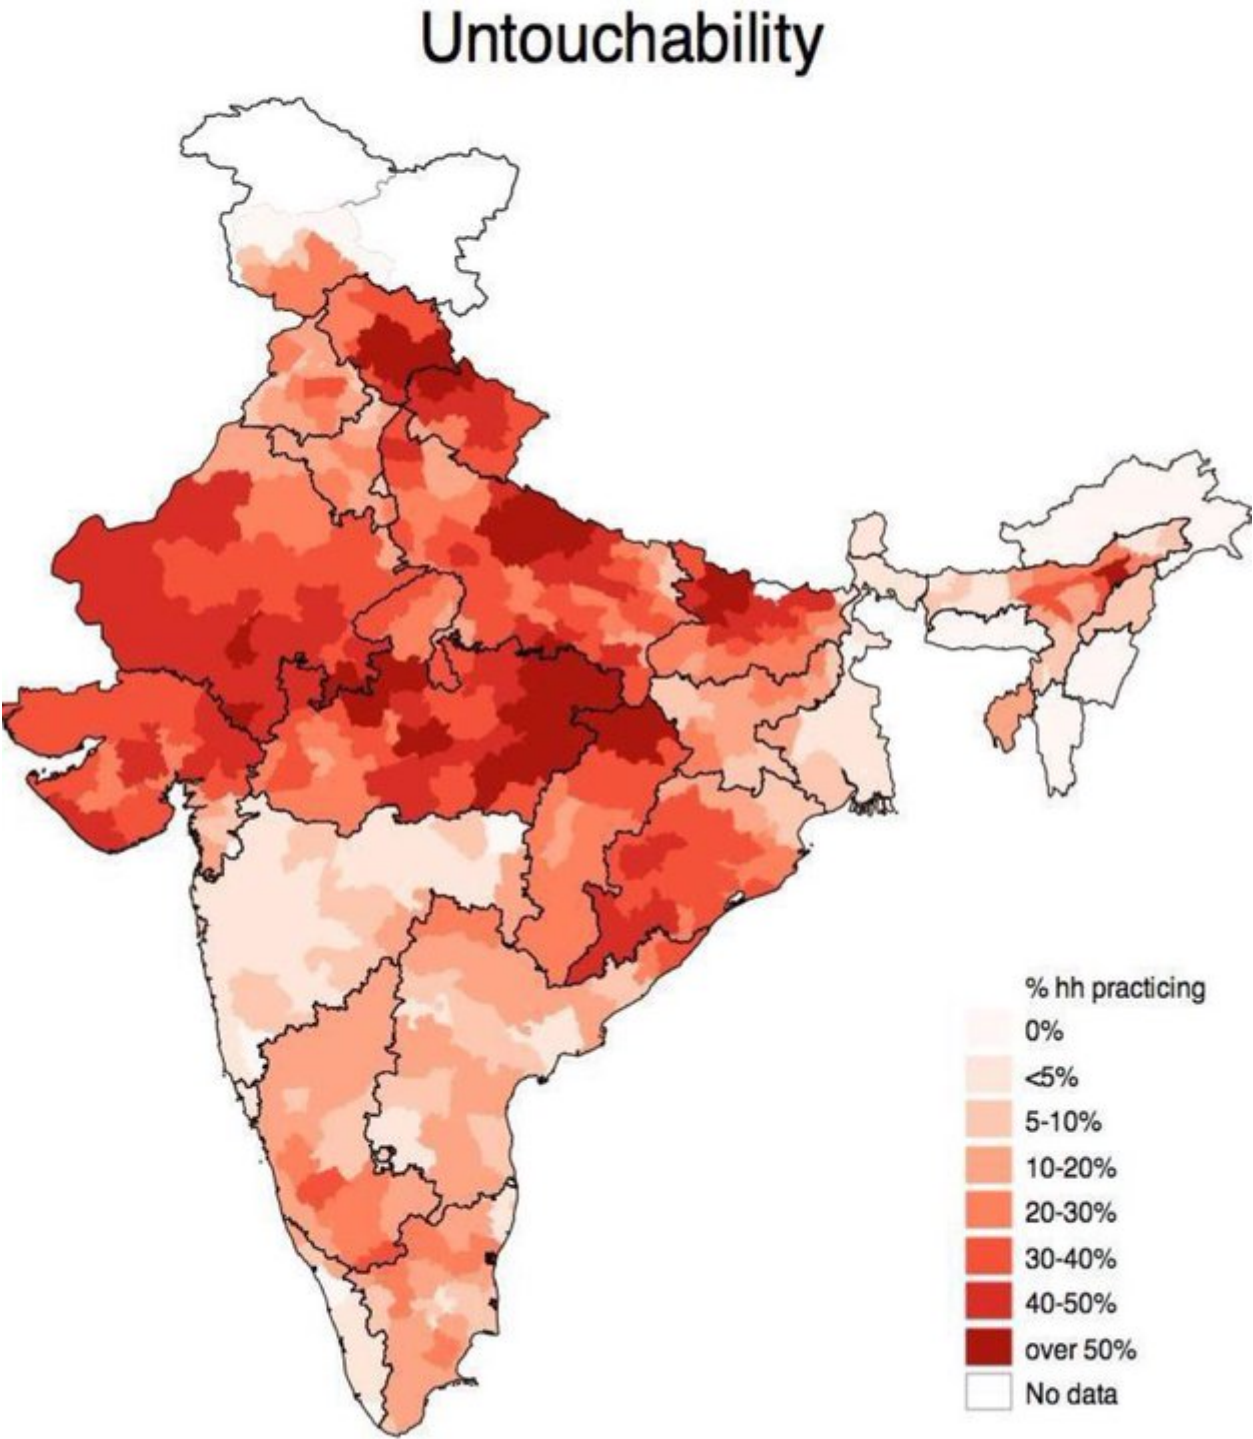 Untouchability
% hh practicing
0%
<5%
5-10%
10-20%
20-30%
30-40%
40-50%
over 50%
No data